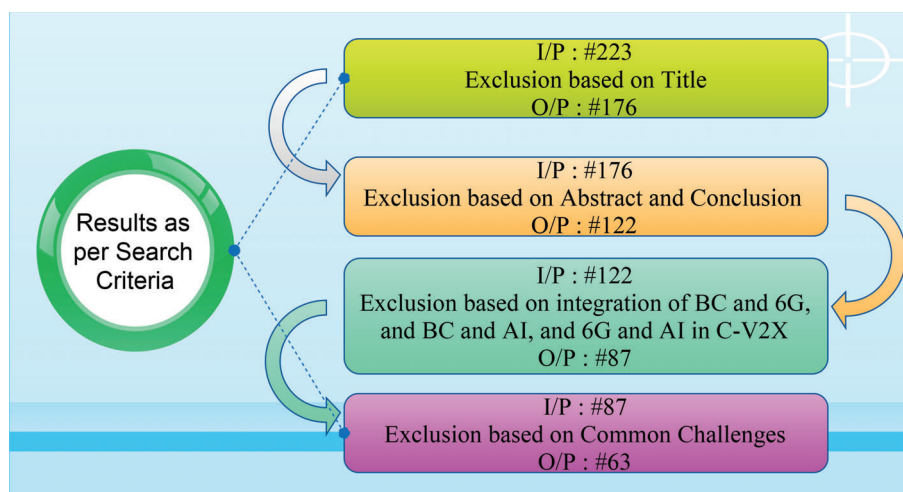 Results as
per Search
Criteria
I/P : #223
Exclusion based on Title
O/P : #176
I/P : #176
Exclusion based on Abstract and Conclusion
O/P : #122
I/P : #122
Exclusion based on integration of BC and 6G,
and BC and AI, and 6G and AI in C-V2X
O/P : #87
I/P : #87
Exclusion based on Common Challenges
O/P : #63